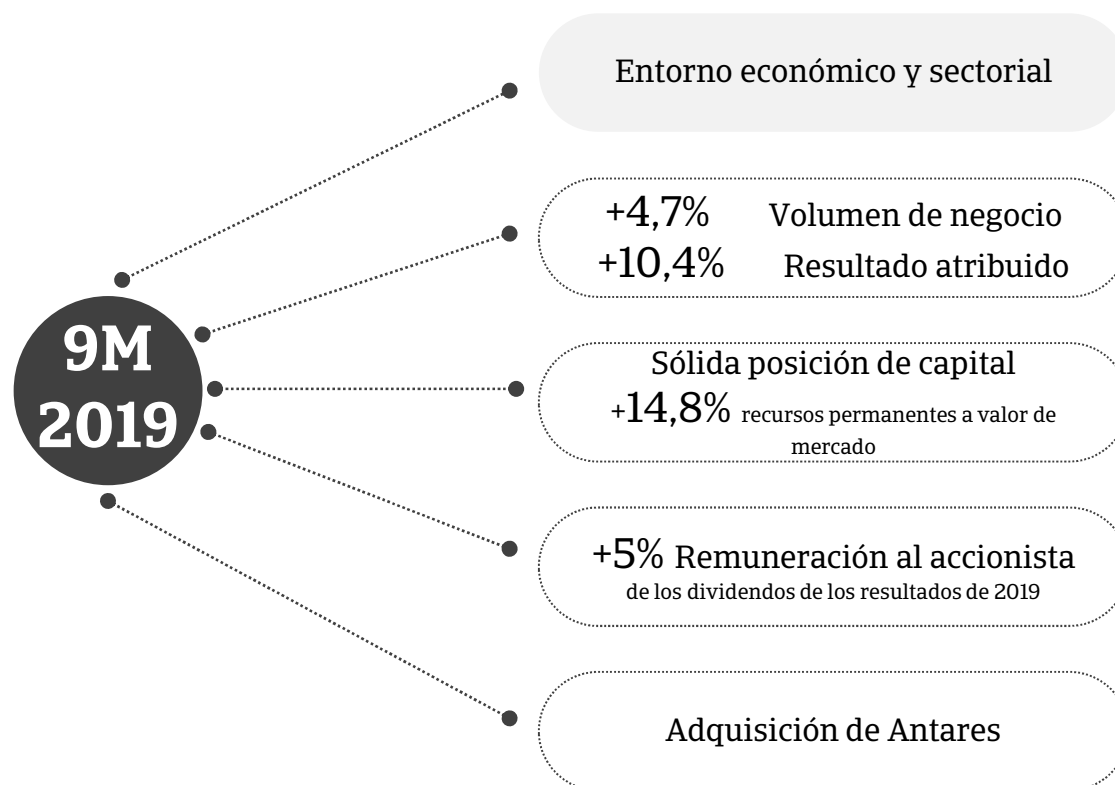 Entorno económico y sectorial
+4,7% Volumen de negocio
+10,4% Resultado atribuido
9M
2019
Sólida posición de capital
+14,8% recursos permanentes a valor de
mercado
+5% Remuneración al accionista
de los dividendos de los resultados de 2019
Adquisición de Antares